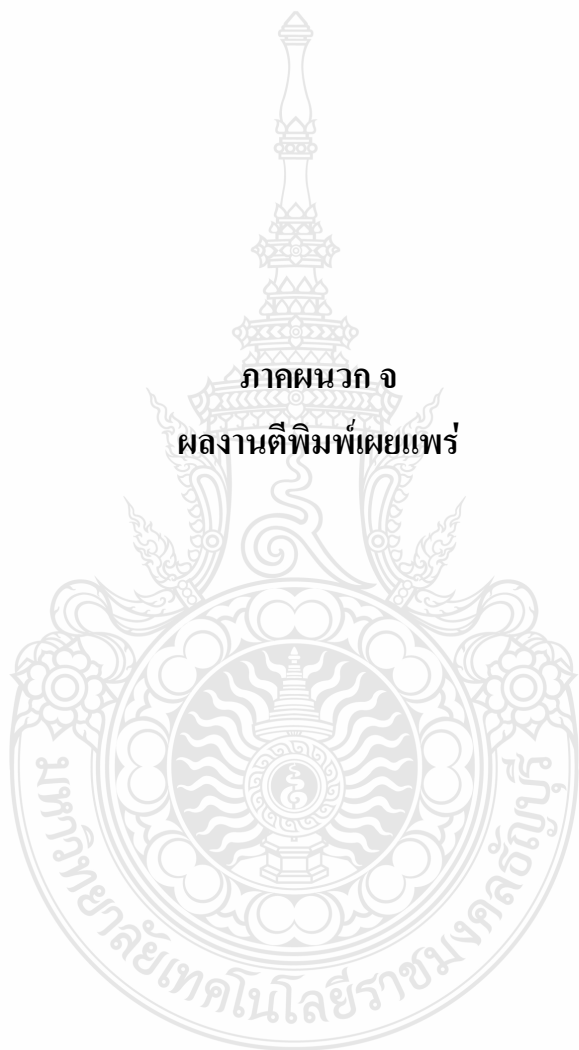 ภาคผนวก จ
ผลงานตีพิมพ์เผยแพร่
มหาวิทยาลัยเทคโนโลยีราชมงคลธัญบุรี